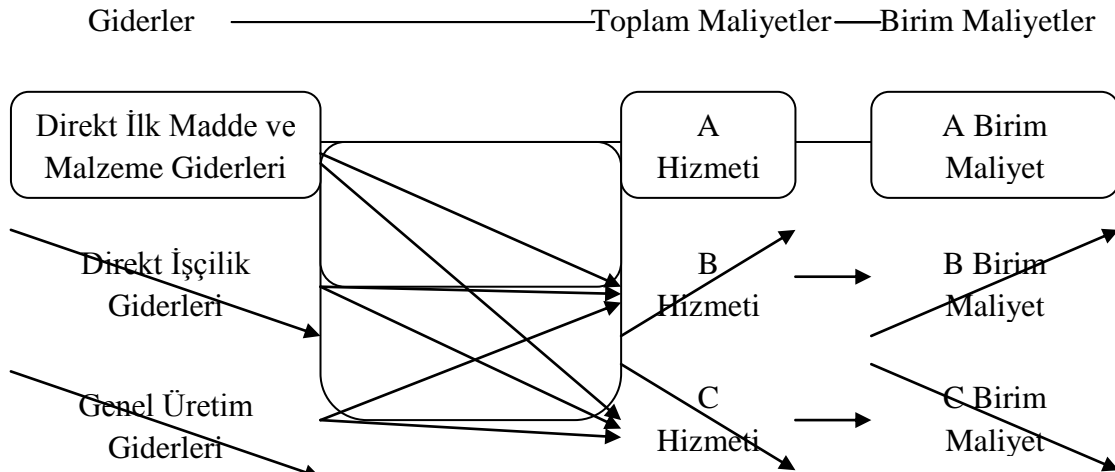 Giderler Toplam Maliyetler Birim Maliyetler
Direkt İlk Madde ve
Malzeme Giderleri
A
Hizmeti
A Birim
Maliyet
Direkt İşçilik
Giderleri
B
Hizmeti
B Birim
Maliyet
Genel Üretim
Giderleri
C
Hizmeti
C Birim
Maliyet